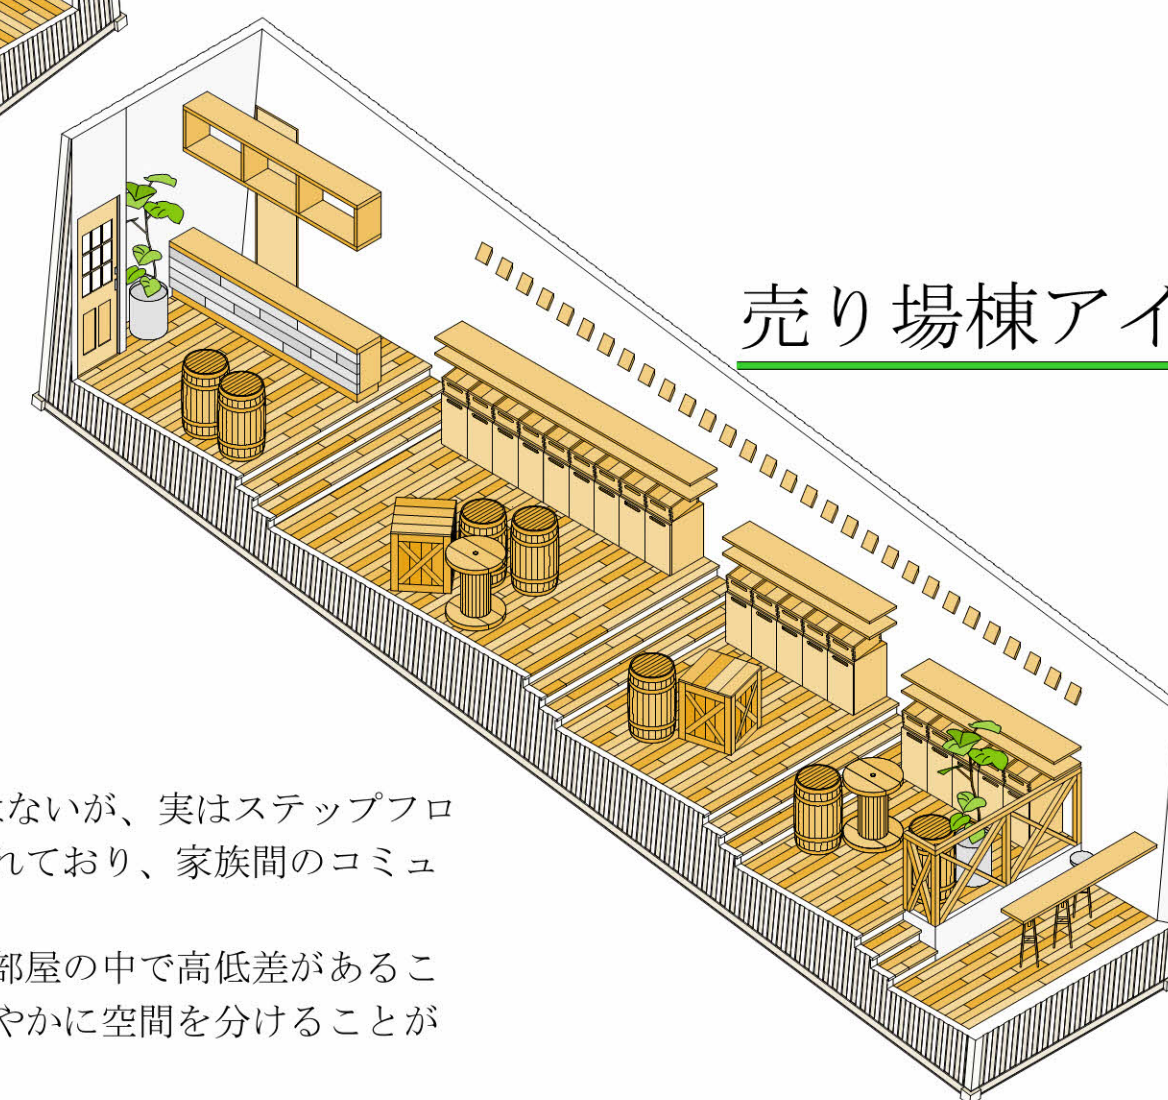 売り場棟アイ
ないが、実はステップフロ
れており、家族間のコミュ
部屋の中で高低差があるこ
やかに空間を分けることが